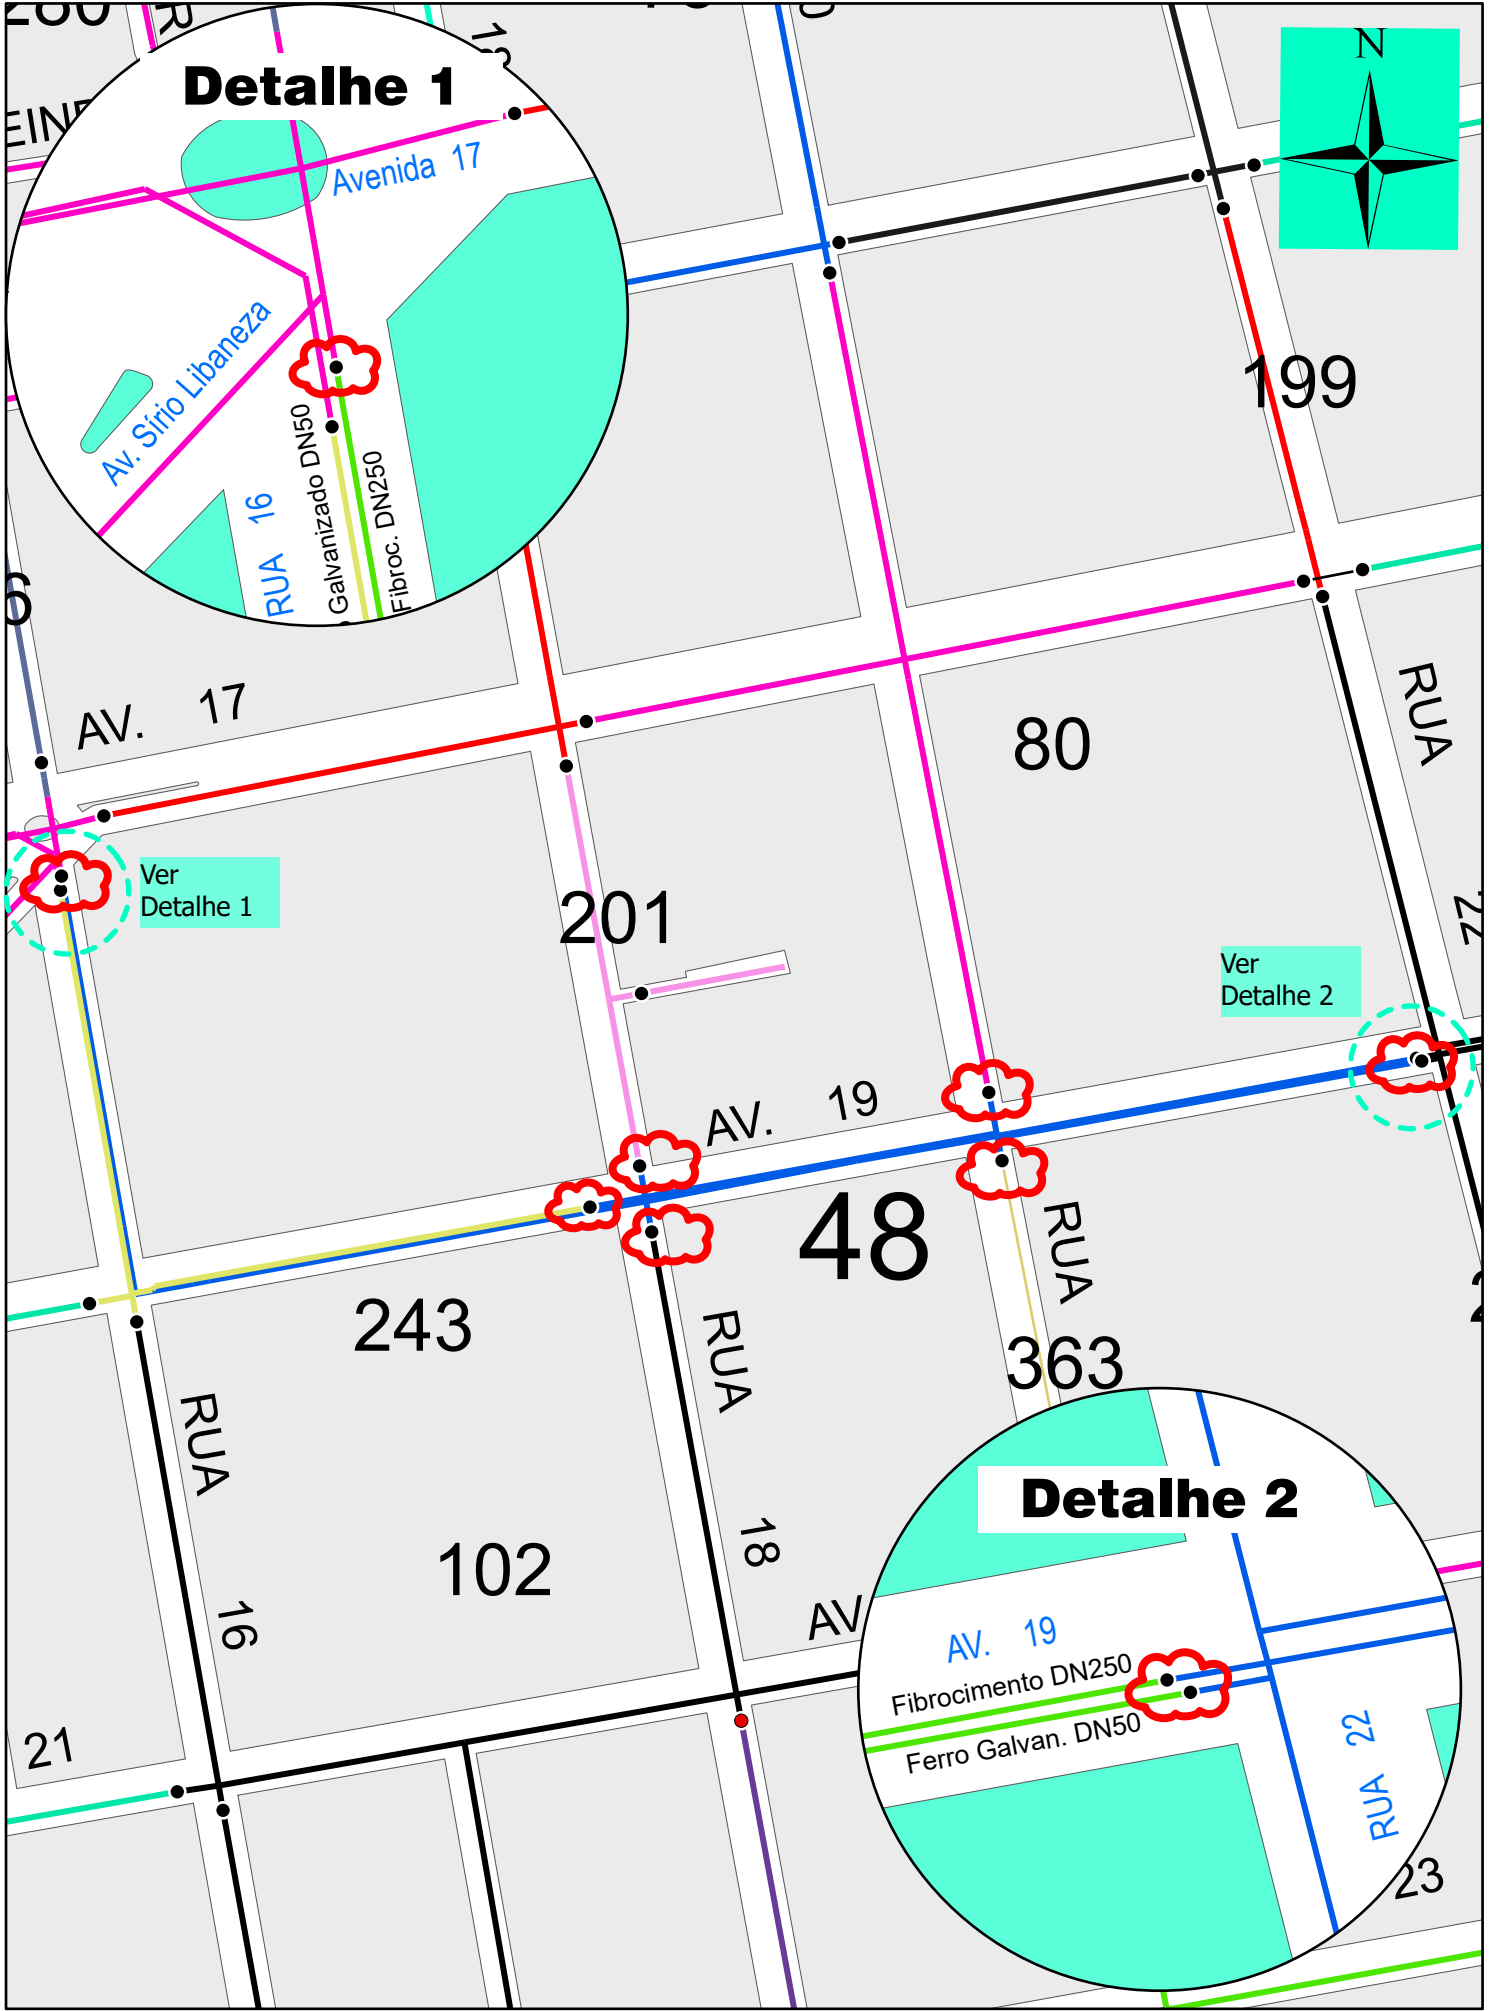 Detalhe 1
N
Avenida 17
Av. Sírio Libaneza
RUA 16
Galvanizado DN50
Fibroc. DN250
199
AV. 17
RUA
22
80
Ver
Detalhe 1
201
Ver
Detalhe 2
AV. 19
48
RUA
243
RUA
363
RUA
18
16
102
AV
21
Detalhe 2
AV. 19
Fibrocimento DN250
Ferro Galvan. DN50
RUA 22
23